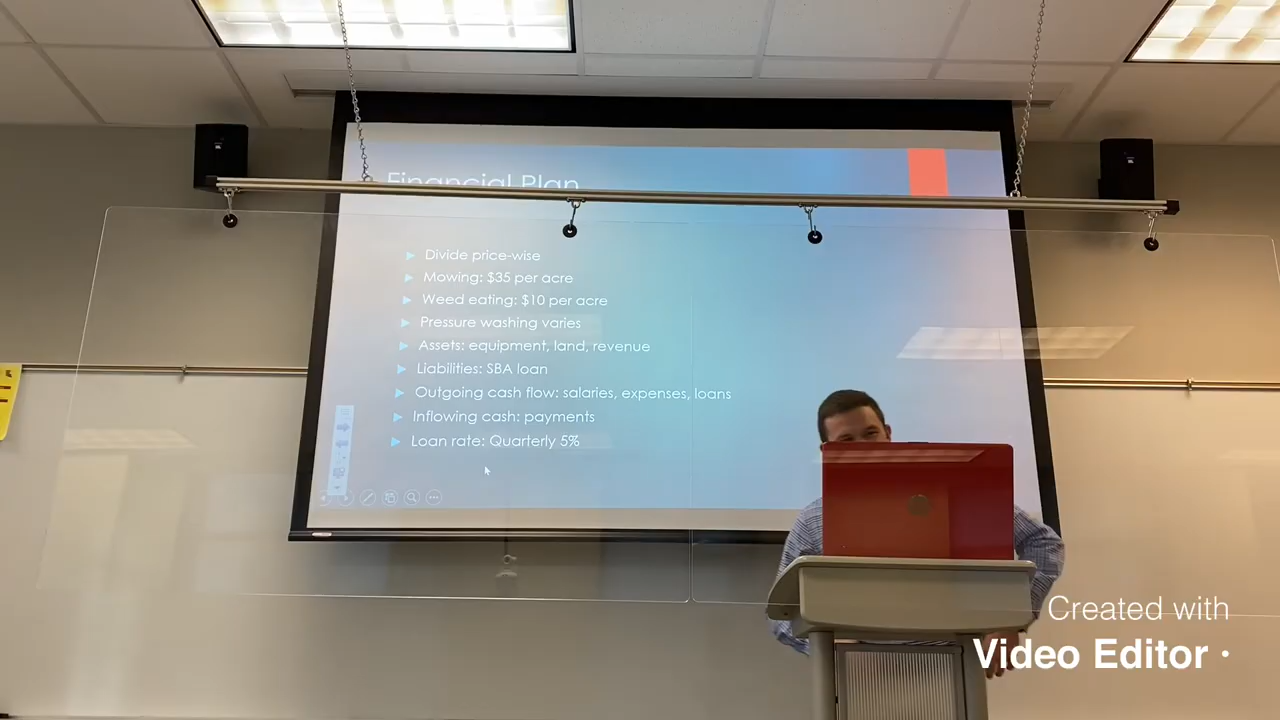 Financial Plan
Divide price-wise
Mowing: $35 per acre
Weed eating: $10 per acre
Pressure washing varies
Assets: equipment, land, revenue
Liabilities: SBA loan
Outgoing cash flow: salaries, expenses, loans
Inflowing cash: payments
Loan rate: Quarterly 5%
Created with
Video Editor